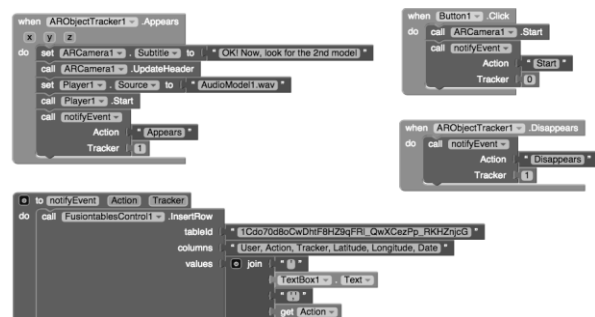 when ARObjectTracker1 .Appears
x y z
do set ARCamera1 . Subtitle to " OK! Now, look for the 2nd model "
call ARCamera1 .UpdateHeader
set Player1 . Source to " AudioModel1.wav "
call Player1 .Start
call notifyEvent
Action " Appears "
Tracker 1
when Button1 .Click
do call ARCamera1 .Start
call notifyEvent
Action " Start "
Tracker 0
when ARObjectTracker1 .Disappears
do call notifyEvent
Action " Disappears "
Tracker 1
to notifyEvent Action Tracker
do call FusiontablesControl1 .InsertRow
tableId
columns " User, Action, Tracker, Latitude, Longitude, Date "
values join " ' "
TextBox1 . Text
get Action